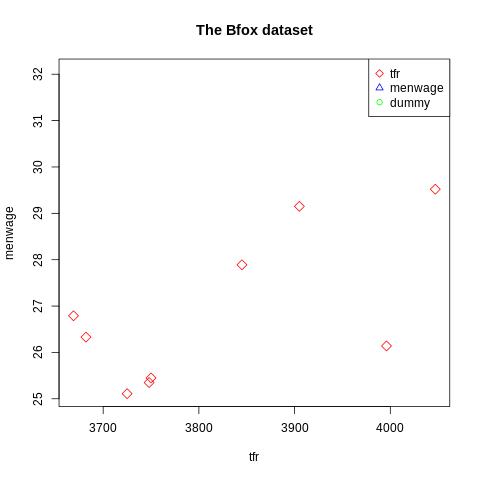 The Bfox dataset
tfr
menwage
dummy
menwage
32
31
30
29
28
27
26
25
3700 3800 3900 4000
tfr